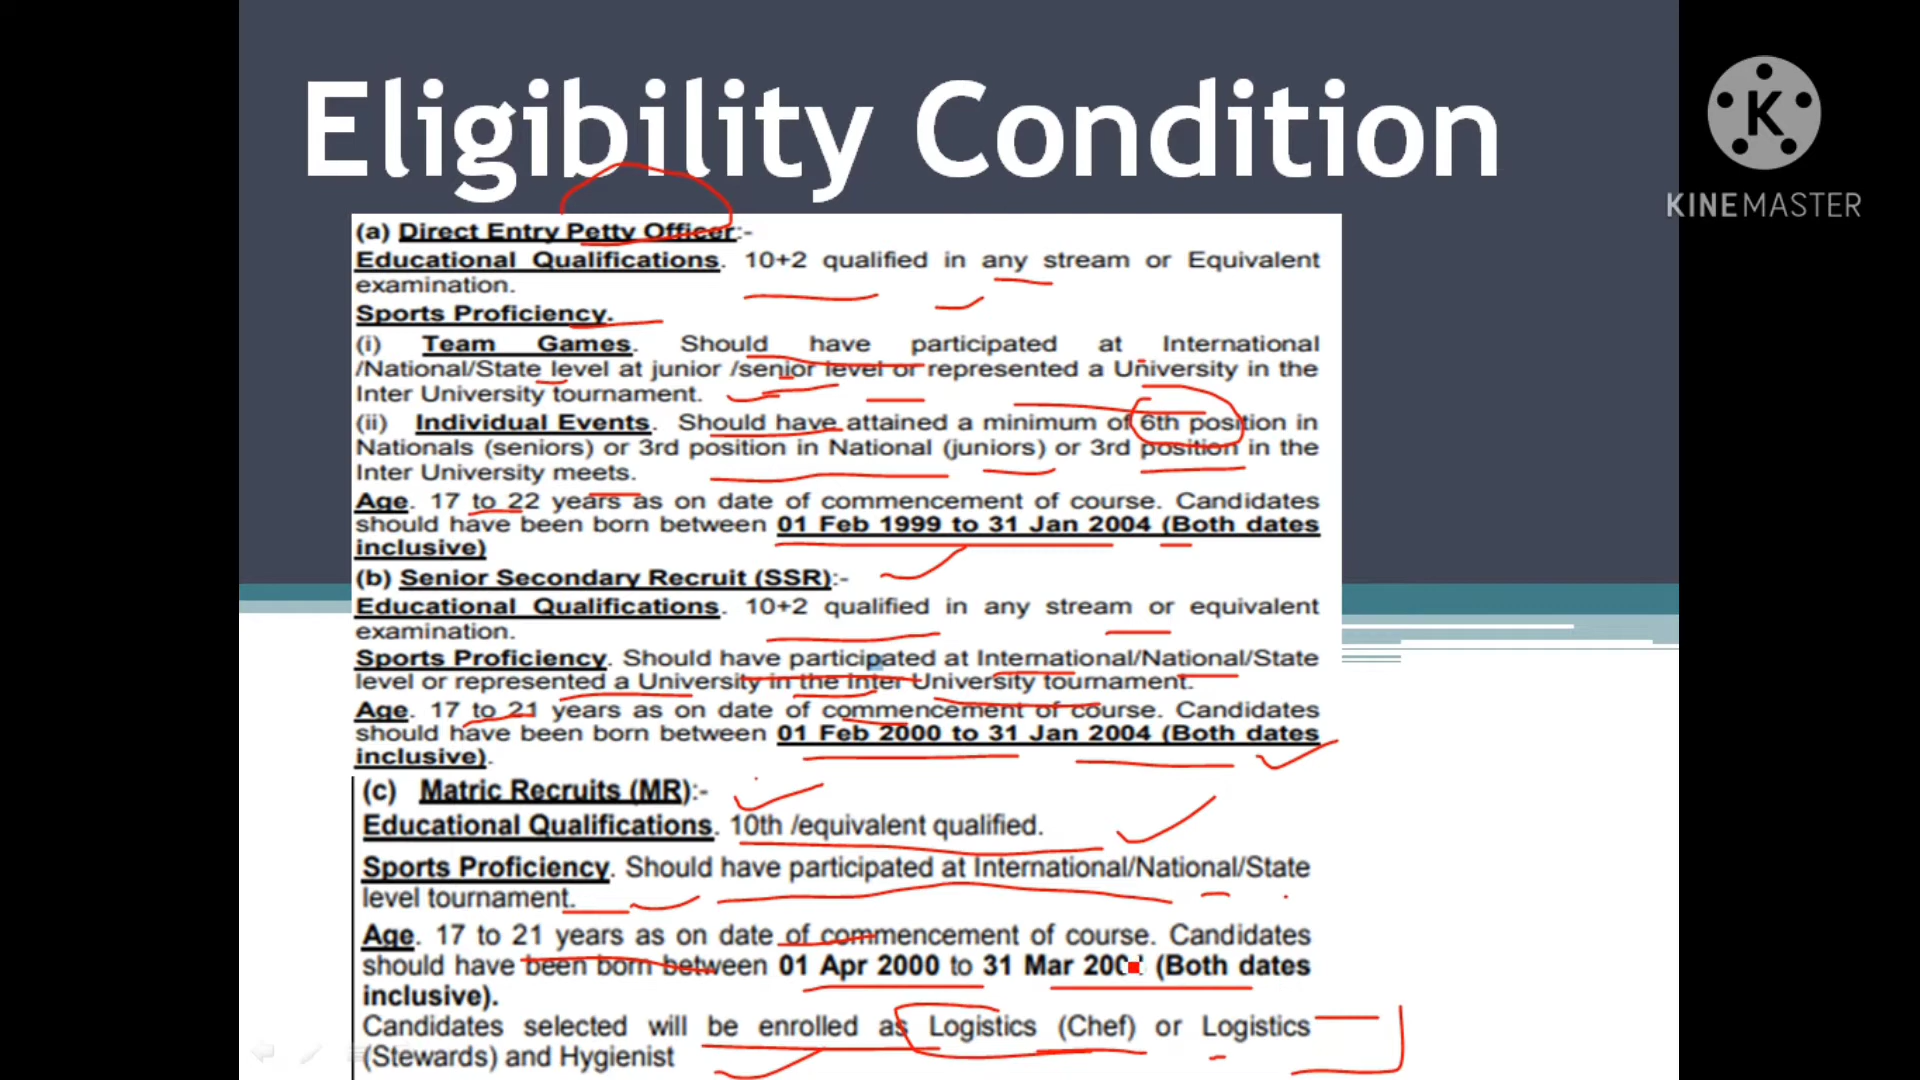 Eligibility Condition
KINEMASTER
(a) Direct Entry Petty Officer:-
Educational Qualifications. 10+2 qualified in any stream or Equivalent
examination.
Sports Proficiency.
(i) Team Games. Should have participated at International
/National/State level at junior /senior level or represented a University in the
Inter University tournament.
(ii) Individual Events. Should have attained a minimum of 6th position in
Nationals (seniors) or 3rd position in National (juniors) or 3rd position in the
Inter University meets.
Age. 17 to 22 years as on date of commencement of course. Candidates
should have been born between 01 Feb 1999 to 31 Jan 2004 (Both dates
inclusive)
(b) Senior Secondary Recruit (SSR):-
Educational Qualifications. 10+2 qualified in any stream or equivalent
examination.
Sports Proficiency. Should have participated at International/National/State
level or represented a University in the Inter University tournament.
Age. 17 to 21 years as on date of commencement of course. Candidates
should have been born between 01 Feb 2000 to 31 Jan 2004 (Both dates
inclusive).
(c) Matric Recruits (MR):-
Educational Qualifications. 10th /equivalent qualified.
Sports Proficiency. Should have participated at International/National/State
level tournament.
Age. 17 to 21 years as on date of commencement of course. Candidates
should have been born between 01 Apr 2000 to 31 Mar (Both dates
inclusive).
Candidates selected will be enrolled as Logistics (Chef) or Logistics
(Stewards) and Hygienist